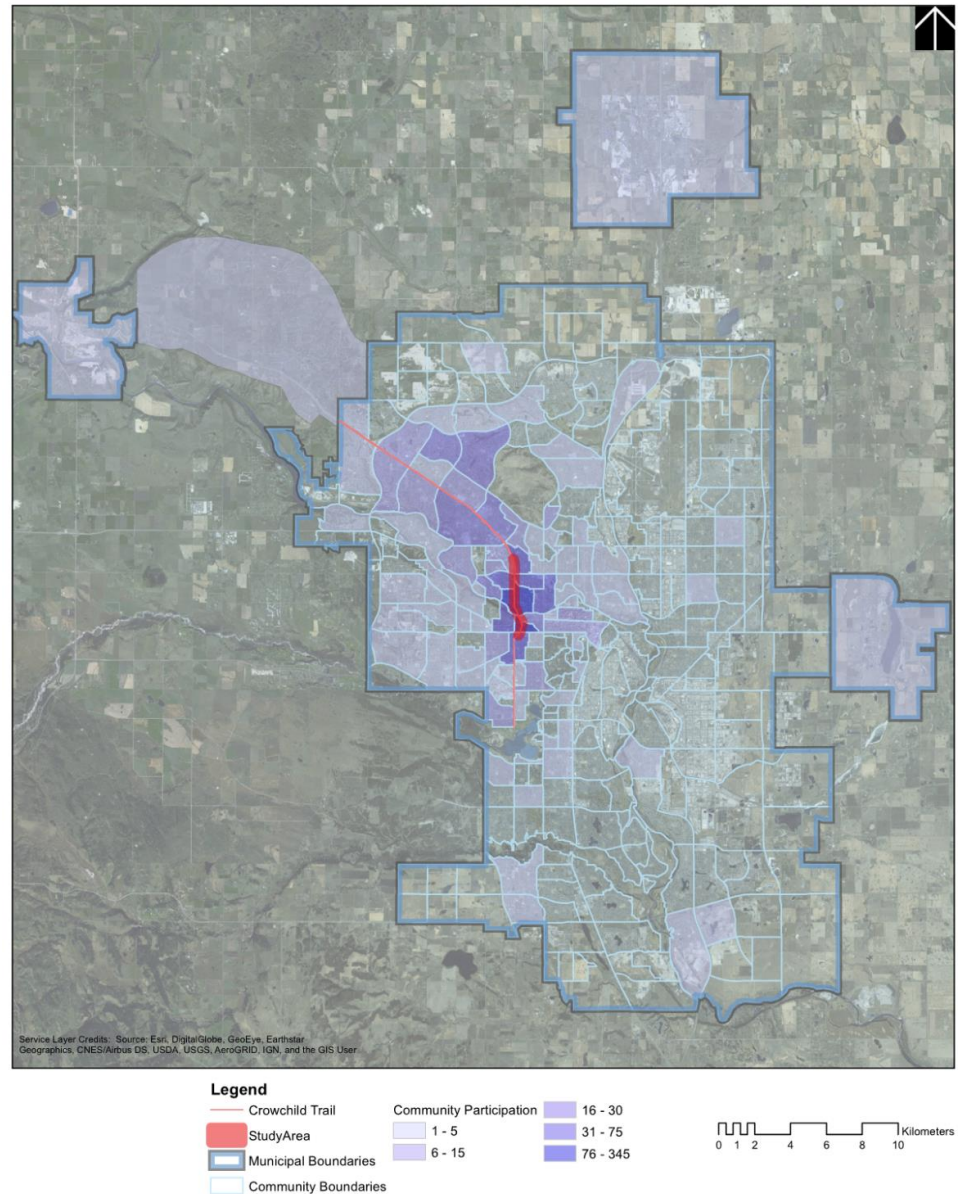 Service Layer Credits: Source: Esri, DigitalGlobe, GeoEye, Earthstar
Geographics, CNES/Airbus DS, USDA, USGS, AeroGRID, IGN, and the GIS User
Legend
Crowchild Trail
StudyArea
Municipal Boundaries
Community Boundaries
Community Participation
1 - 5
6 - 15
16 - 30
31 - 75
76 - 345
Kilometers
0 1 2 4 6 8 10